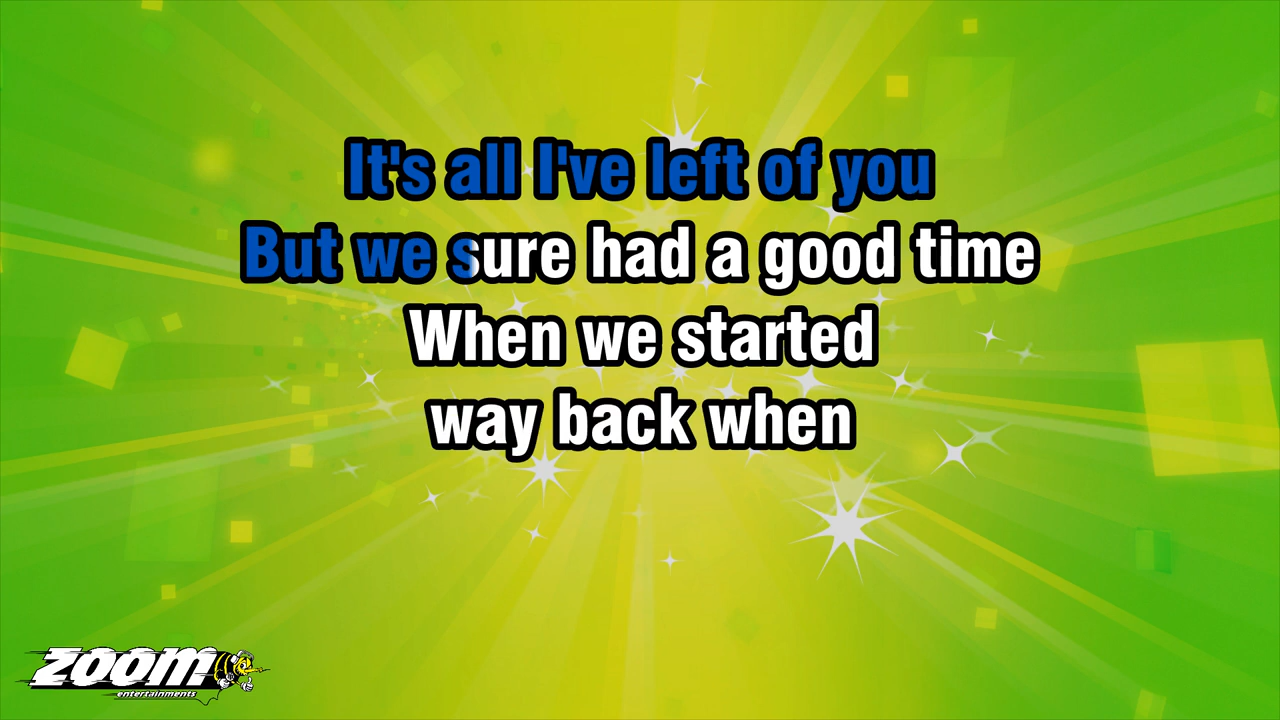 It's all I've left of you
But we sure had a good time
When we started
way back when
zoom
entertainments